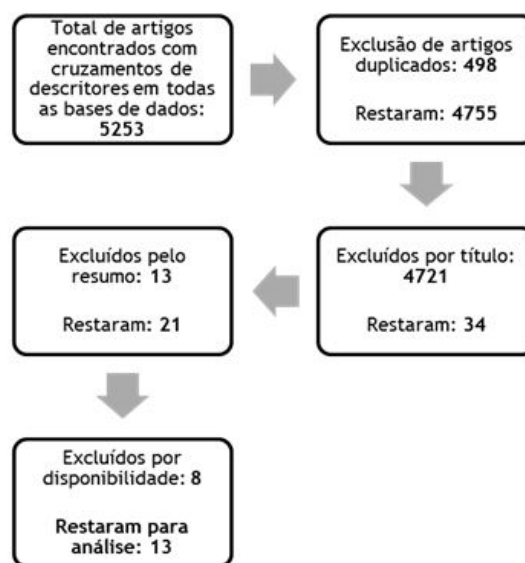 Total de artigos
encontrados com
cruzamentos de
descritores em todas
as bases de dados:
5253
Exclusão de artigos
duplicados: 498
Restaram: 4755
Excluídos por título:
4721
Restaram: 34
Excluídos pelo
resumo: 13
Restaram: 21
Excluídos por
disponibilidade: 8
Restaram para
análise: 13